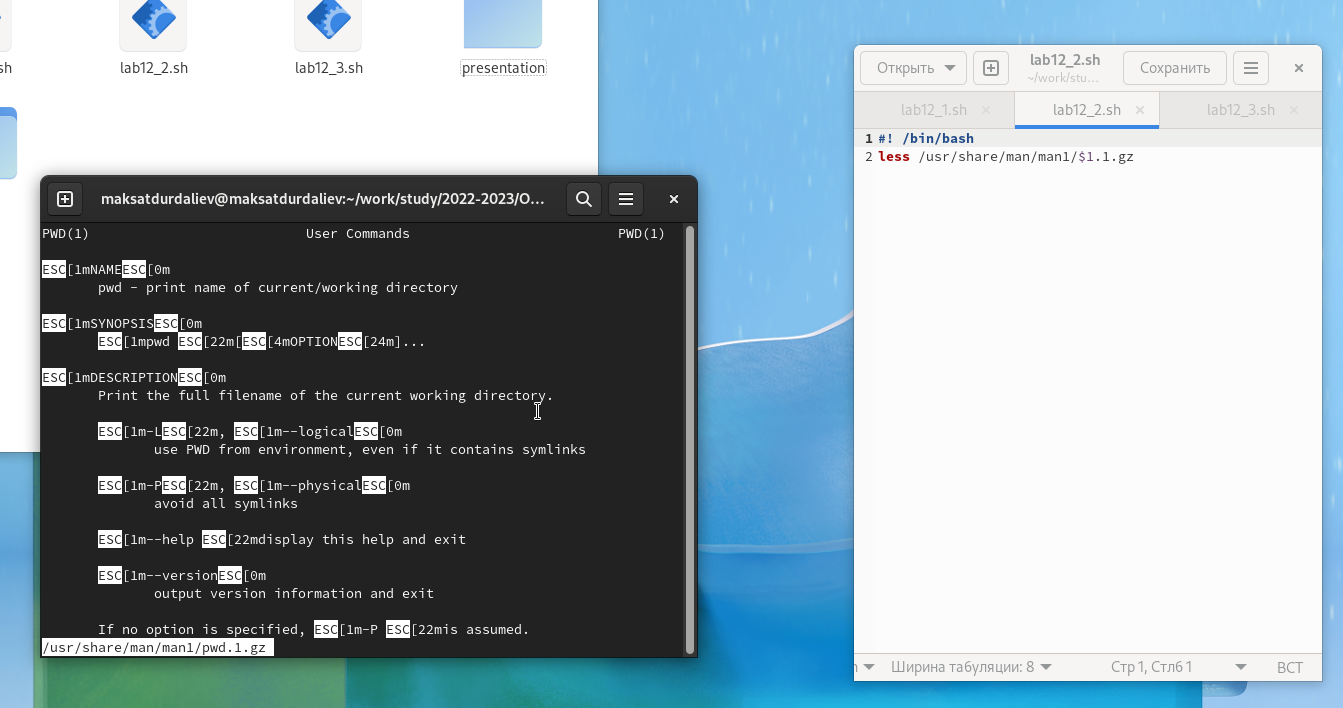 sh
lab12_2.sh
lab12_3.sh
presentation
maksatdurdaliev@maksatdurdaliev:~/work/study/2022-2023/O...
PWD(1) User Commands PWD(1)
ESC[1mNAMEESC[0m
pwd - print name of current/working directory
ESC[1mSYNOPSISESC[0m
ESC[1mpwd ESC[22m[ESC[4mOPTIONESC[24m]...
ESC[1mDESCRIPTIONESC[0m
Print the full filename of the current working directory.
ESC[1m-LESC[22m, ESC[1m--logicalESC[0m
use PWD from environment, even if it contains symlinks
ESC[1m-PESC[22m, ESC[1m--physicalESC[0m
avoid all symlinks
ESC[1m--help ESC[22mdisplay this help and exit
ESC[1m--versionESC[0m
output version information and exit
If no option is specified, ESC[1m-P ESC[22mis assumed.
/usr/share/man/man1/pwd.1.gz
Открыть
lab12_2.sh
~/work/stu...
Сохранить
lab12_1.sh
lab12_2.sh
lab12_3.sh
1 #! /bin/bash
2 less /usr/share/man/man1/$1.1.gz
Ширина табуляции: 8
Стр 1, Стлб 1
ВСТ